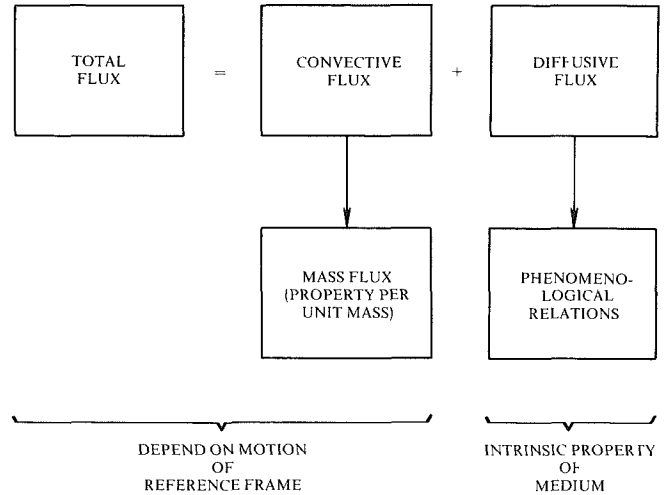 TOTAL
FLUX
=
CONVECTIVE
FLUX
+
DIFFUSIVE
FLUX
MASS FLUX
(PROPERTY PER
UNIT MASS)
PHENOMENO-
LOGICAL
RELATIONS
DEPEND ON MOTION
OF
REFERENCE FRAME
INTRINSIC PROPERTY
OF
MEDIUM